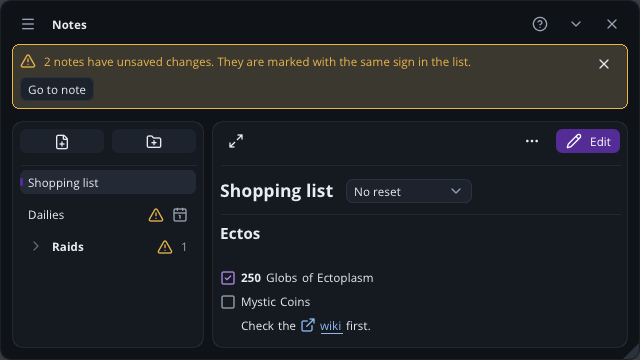 Notes
2 notes have unsaved changes. They are marked with the same sign in the list.
Go to note
Edit
Shopping list
Dailies
1
Raids
1
Shopping list
No reset
Ectos
250 Globs of Ectoplasm
Mystic Coins
Check the wiki first.